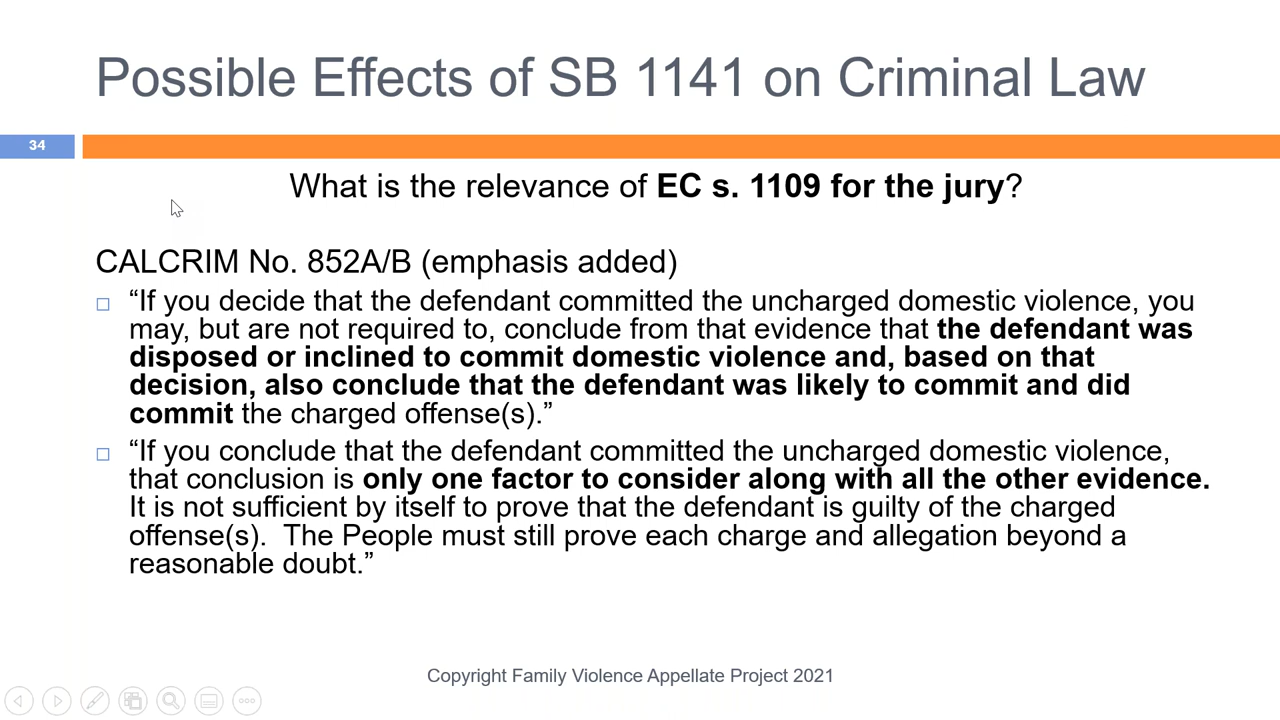 Possible Effects of SB 1141 on Criminal Law
34
What is the relevance of EC s. 1109 for the jury?
CALCRIM No. 852A/B (emphasis added)
“If you decide that the defendant committed the uncharged domestic violence, you
may, but are not required to, conclude from that evidence that the defendant was
disposed or inclined to commit domestic violence and, based on that
decision, also conclude that the defendant was likely to commit and did
commit the charged offense(s).”
“If you conclude that the defendant committed the uncharged domestic violence,
that conclusion is only one factor to consider along with all the other evidence.
It is not sufficient by itself to prove that the defendant is guilty of the charged
offense(s).  The People must still prove each charge and allegation beyond a
reasonable doubt.”
Copyright Family Violence Appellate Project 2021